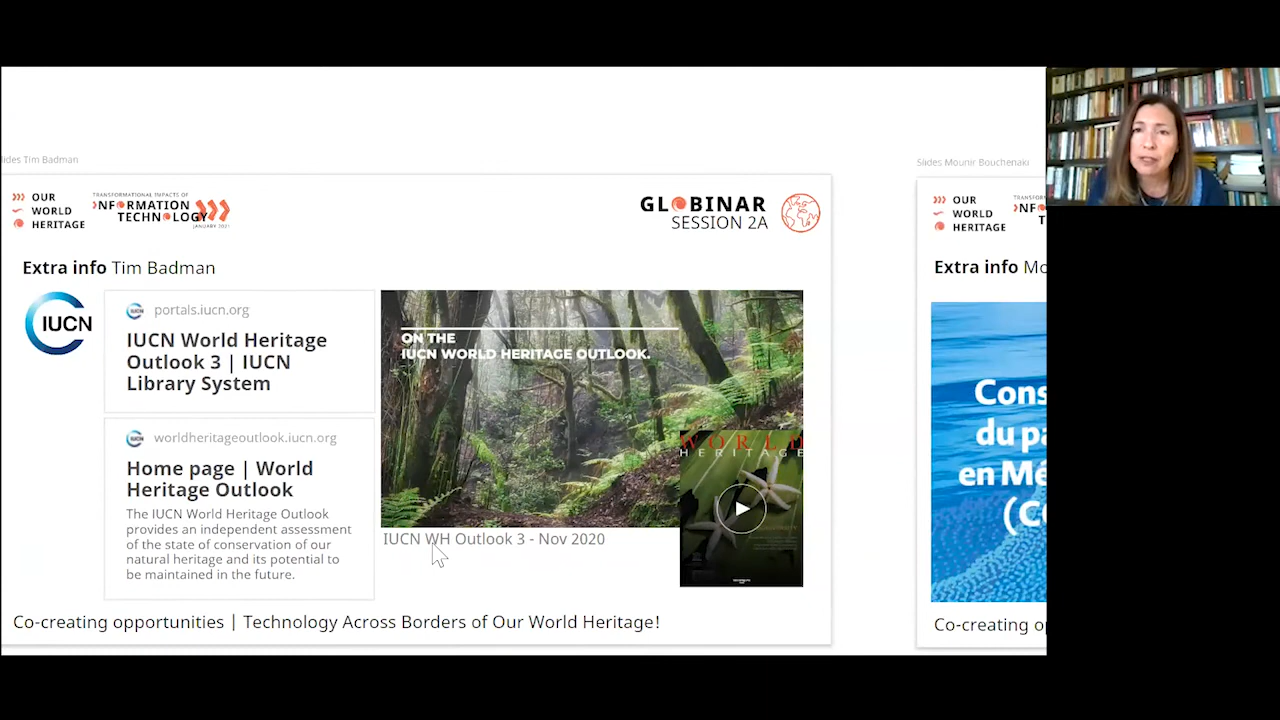 ides Tim Badman
OUR
WORLD
HERITAGE
TRANSFORMATIONAL IMPACTS OF
INFORMATION
TECHNOLOGY
JANUARY 2021
GLOBINAR
SESSION 2A
Extra info Tim Badman
IUCN
portals.iucn.org
IUCN World Heritage
Outlook 3 | IUCN
Library System
worldheritageoutlook.iucn.org
Home page | World
Heritage Outlook
The IUCN World Heritage Outlook
provides an independent assessment
of the state of conservation of our
natural heritage and its potential to
be maintained in the future.
ON THE
IUCN WORLD HERITAGE OUTLOOK.
WORLD
HERITAGE
IUCN WH Outlook 3 - Nov 2020
Co-creating opportunities | Technology Across Borders of Our World Heritage!
Slides Mounir Bouchenaki
OUR
WORLD
HERITAGE
TRANSFOR
INF
T
Extra info Mo
Cons
du pa
en Mé
(C
Co-creating op